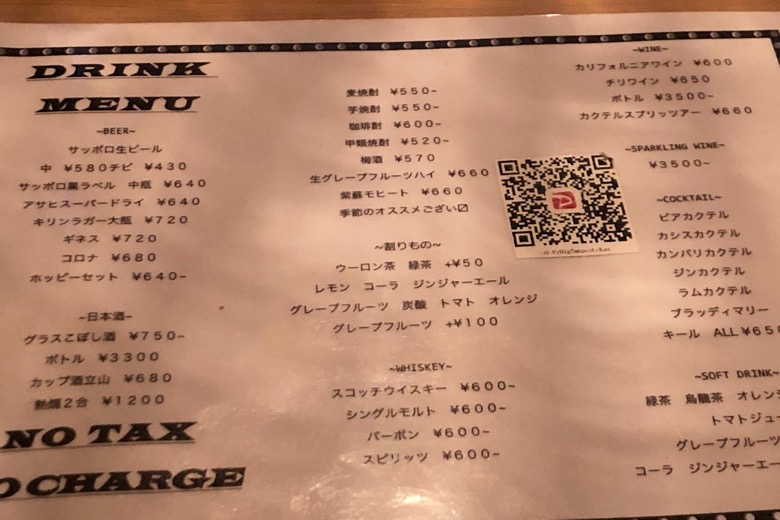 DRINK
MENU
~BEER~
サッポロ生ビール
中 ¥580チビ ¥430
サッポロ黒ラベル 中瓶 ¥640
アサヒスーパードライ ¥640
キリンラガー大瓶 ¥720
ギネス ¥720
コロナ ¥680
ホッピーセット ¥640~
~日本酒~
グラスこぼし酒 ¥750~
ボトル ¥3300
カップ酒立山 ¥680
熱燗2合 ¥1200
NO TAX
O CHARGE
麦焼酎 ¥550~
芋焼酎 ¥550~
珈琲酎 ¥600~
甲類焼酎 ¥520~
梅酒 ¥570
生グレープフルーツハイ ¥660
紫蘇モヒート ¥660
季節のオススメござい〼
~割りもの~
ウーロン茶 緑茶 +¥50
レモン コーラ ジンジャーエール
グレープフルーツ 炭酸 トマト オレンジ
グレープフルーツ +¥100
~WHISKEY~
スコッチウイスキー ¥600~
シングルモルト ¥600~
バーボン ¥600~
スピリッツ ¥600~
~WINE~
カリフォルニアワイン ¥600
チリワイン ¥650
ボトル ¥3500~
カクテルスプリッツアー ¥660
~SPARKLING WINE~
¥3500~
~COCKTAIL~
ビアカクテル
カシスカクテル
カンパリカクテル
ジンカクテル
ラムカクテル
ブラッディマリー
キール ALL¥650
~SOFT DRINK~
緑茶 烏龍茶 オレンジ
トマトジュー
グレープフルーツ
コーラ ジンジャーエー